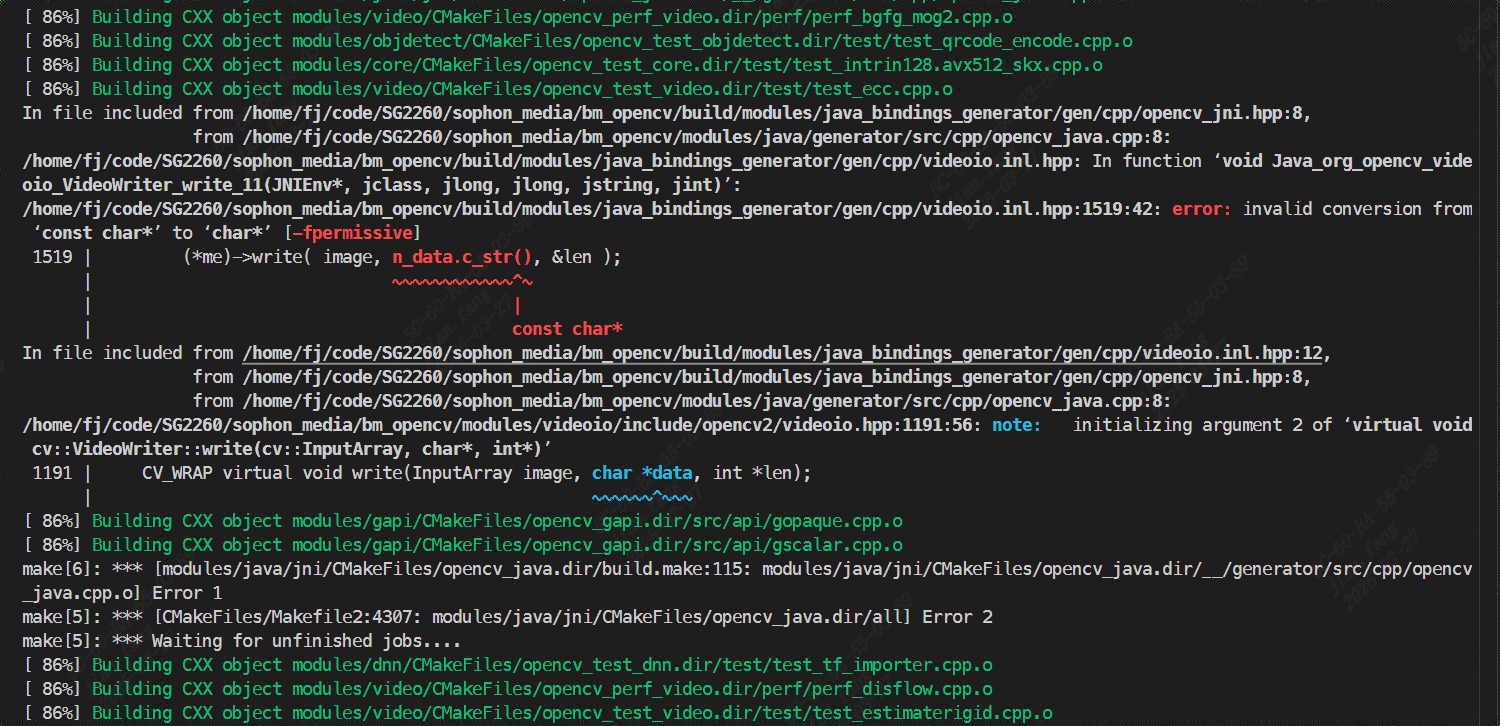 [ 86%] Building CXX object modules/video/CMakeFiles/opencv_perf_video.dir/perf/perf_bgfg_mog2.cpp.o
[ 86%] Building CXX object modules/objdetect/CMakeFiles/opencv_test_objdetect.dir/test/test_qrcode_encode.cpp.o
[ 86%] Building CXX object modules/core/CMakeFiles/opencv_test_core.dir/test/test_intrin128.avx512_skx.cpp.o
[ 86%] Building CXX object modules/video/CMakeFiles/opencv_test_video.dir/test/test_ecc.cpp.o
In file included from /home/fj/code/SG2260/sophon_media/bm_opencv/build/modules/java_bindings_generator/gen/cpp/opencv_jni.hpp:8,
                 from /home/fj/code/SG2260/sophon_media/bm_opencv/modules/java/generator/src/cpp/opencv_java.cpp:8:
/home/fj/code/SG2260/sophon_media/bm_opencv/build/modules/java_bindings_generator/gen/cpp/videoio.inl.hpp: In function ‘void Java_org_opencv_vide
oio_VideoWriter_write_11(JNIEnv*, jclass, jlong, jlong, jstring, jint)’:
/home/fj/code/SG2260/sophon_media/bm_opencv/build/modules/java_bindings_generator/gen/cpp/videoio.inl.hpp:1519:42: error: invalid conversion from
 ‘const char*’ to ‘char*’ [-fpermissive]
 1519 |         (*me)->write( image, n_data.c_str(), &len );
      |                              ~~~~~~~~~~~~^~
      |                                          |
      |                                          const char*
In file included from /home/fj/code/SG2260/sophon_media/bm_opencv/build/modules/java_bindings_generator/gen/cpp/videoio.inl.hpp:12,
                 from /home/fj/code/SG2260/sophon_media/bm_opencv/build/modules/java_bindings_generator/gen/cpp/opencv_jni.hpp:8,
                 from /home/fj/code/SG2260/sophon_media/bm_opencv/modules/java/generator/src/cpp/opencv_java.cpp:8:
/home/fj/code/SG2260/sophon_media/bm_opencv/modules/videoio/include/opencv2/videoio.hpp:1191:56: note:   initializing argument 2 of ‘virtual void
 cv::VideoWriter::write(cv::InputArray, char*, int*)’
 1191 |     CV_WRAP virtual void write(InputArray image, char *data, int *len);
      |                                                  ~~~~~~^~~~
[ 86%] Building CXX object modules/gapi/CMakeFiles/opencv_gapi.dir/src/api/gopaque.cpp.o
[ 86%] Building CXX object modules/gapi/CMakeFiles/opencv_gapi.dir/src/api/gscalar.cpp.o
make[6]: *** [modules/java/jni/CMakeFiles/opencv_java.dir/build.make:115: modules/java/jni/CMakeFiles/opencv_java.dir/__/generator/src/cpp/opencv
_java.cpp.o] Error 1
make[5]: *** [CMakeFiles/Makefile2:4307: modules/java/jni/CMakeFiles/opencv_java.dir/all] Error 2
make[5]: *** Waiting for unfinished jobs....
[ 86%] Building CXX object modules/dnn/CMakeFiles/opencv_test_dnn.dir/test/test_tf_importer.cpp.o
[ 86%] Building CXX object modules/video/CMakeFiles/opencv_perf_video.dir/perf/perf_disflow.cpp.o
[ 86%] Building CXX object modules/video/CMakeFiles/opencv_test_video.dir/test/test_estimaterigid.cpp.o